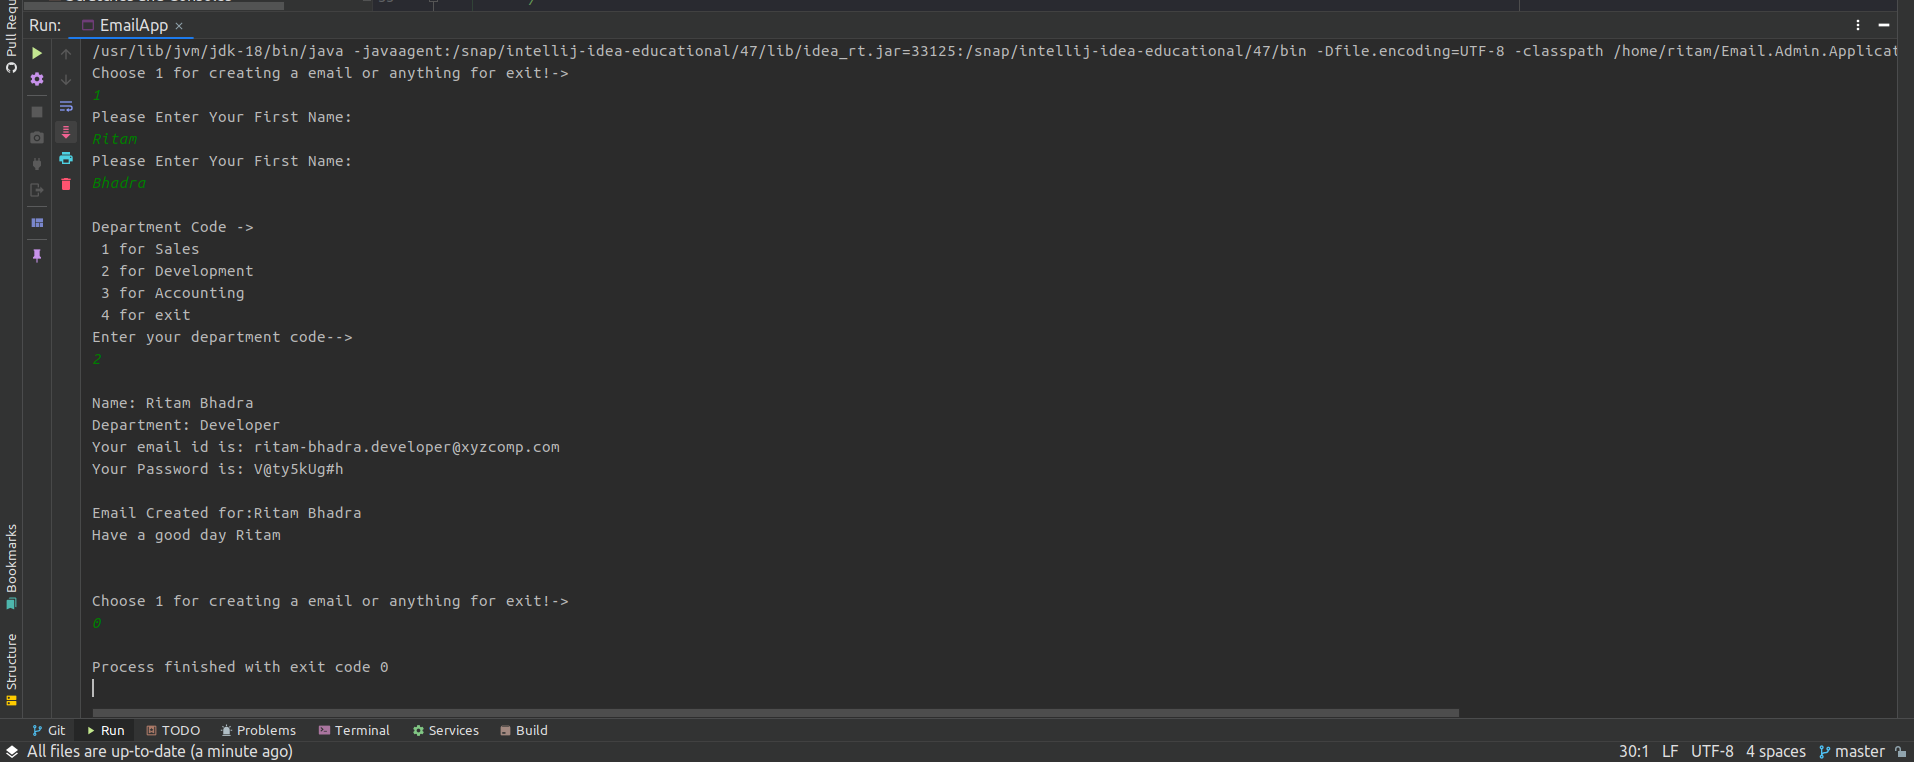 Pull Requ
Run: EmailApp
/usr/lib/jvm/jdk-18/bin/java -javaagent:/snap/intellij-idea-educational/47/lib/idea_rt.jar=33125:/snap/intellij-idea-educational/47/bin -Dfile.encoding=UTF-8 -classpath /home/ritam/Email.Admin.Applicat
Choose 1 for creating a email or anything for exit!->
1
Please Enter Your First Name:
Ritam
Please Enter Your First Name:
Bhadra
Department Code ->
1 for Sales
2 for Development
3 for Accounting
4 for exit
Enter your department code-->
2
Name: Ritam Bhadra
Department: Developer
Your email id is: ritam-bhadra.developer@xyzcomp.com
Your Password is: V@ty5kUg#h
Email Created for:Ritam Bhadra
Have a good day Ritam
Choose 1 for creating a email or anything for exit!->
0
Process finished with exit code 0
Bookmarks
Structure
Git Run TODO Problems Terminal Services Build
All files are up-to-date (a minute ago) 30:1 LF UTF-8 4 spaces master